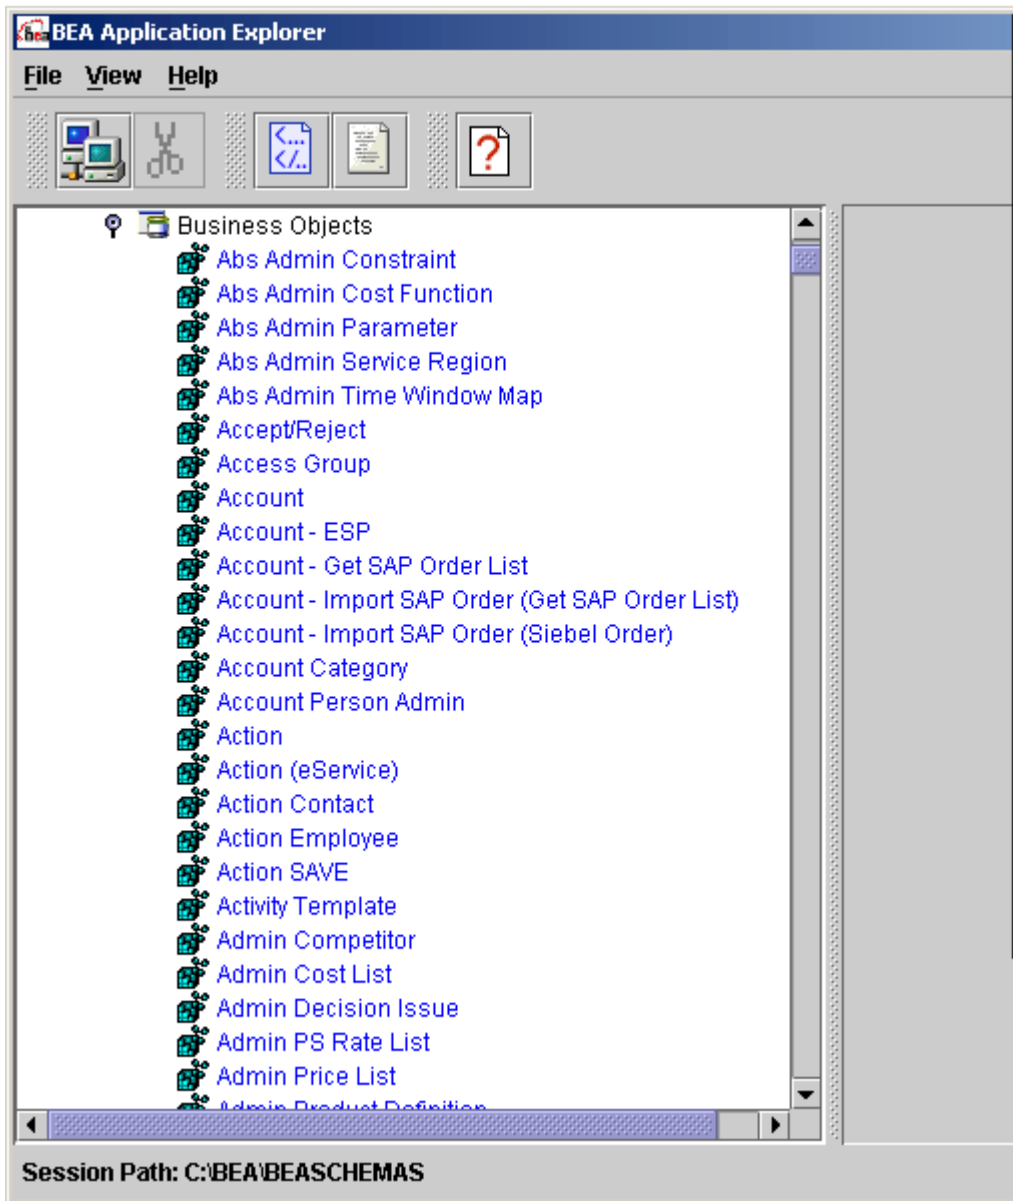 bea BEA Application Explorer
File View Help
<...
</..
?
Business Objects
Abs Admin Constraint
Abs Admin Cost Function
Abs Admin Parameter
Abs Admin Service Region
Abs Admin Time Window Map
Accept/Reject
Access Group
Account
Account - ESP
Account - Get SAP Order List
Account - Import SAP Order (Get SAP Order List)
Account - Import SAP Order (Siebel Order)
Account Category
Account Person Admin
Action
Action (eService)
Action Contact
Action Employee
Action SAVE
Activity Template
Admin Competitor
Admin Cost List
Admin Decision Issue
Admin PS Rate List
Admin Price List
Admin Product Definition
Session Path: C:\BEA\BEASCHEMAS